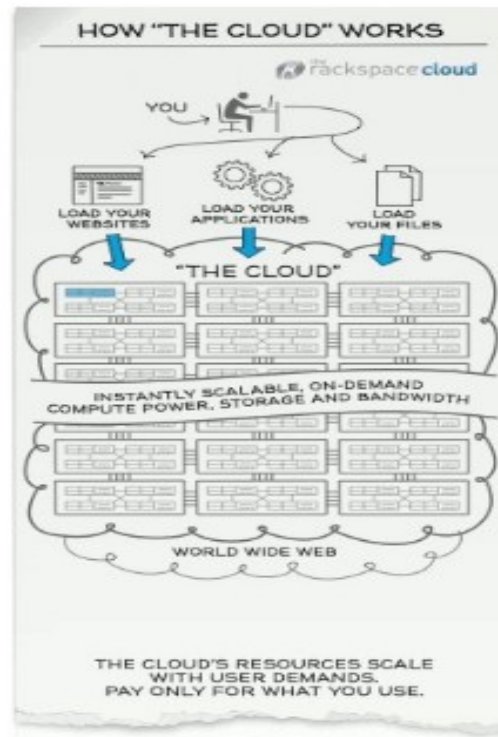 HOW "THE CLOUD" WORKS
the
rackspacecloud
YOU
LOAD YOUR
WEBSITES
LOAD YOUR
APPLICATIONS
LOAD
YOUR FILES
"THE CLOUD"
INSTANTLY SCALABLE, ON-DEMAND
COMPUTE POWER, STORAGE AND BANDWIDTH
WORLD WIDE WEB
THE CLOUD'S RESOURCES SCALE
WITH USER DEMANDS.
PAY ONLY FOR WHAT YOU USE.